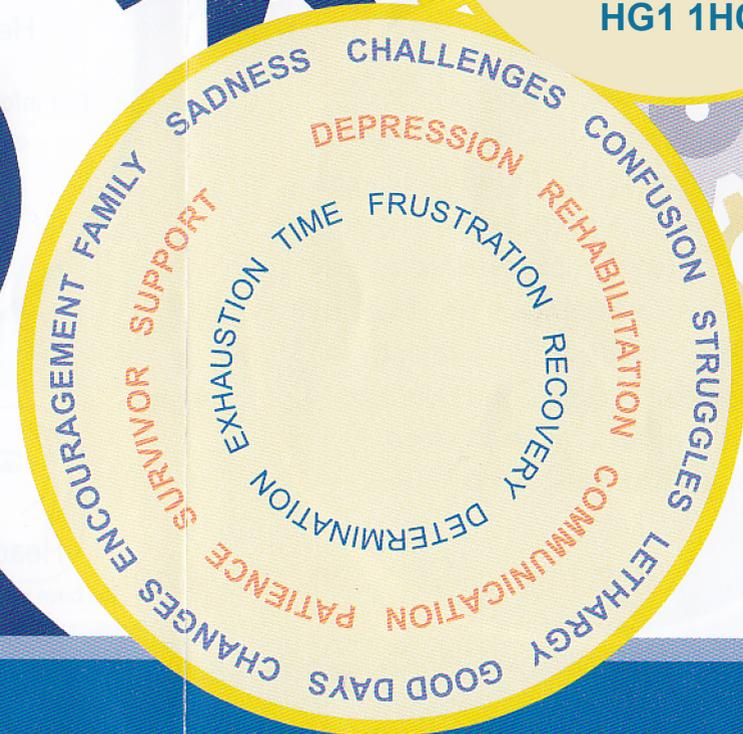 HG1 1H
SADNESS CHALLENGES CONFUSION STRUGGLES LETHARGY GOOD DAYS CHANGES ENCOURAGEMENT FAMILY
DEPRESSION REHABILITATION COMMUNICATION PATIENCE SURVIVOR SUPPORT
TIME FRUSTRATION RECOVERY DETERMINATION EXHAUSTION